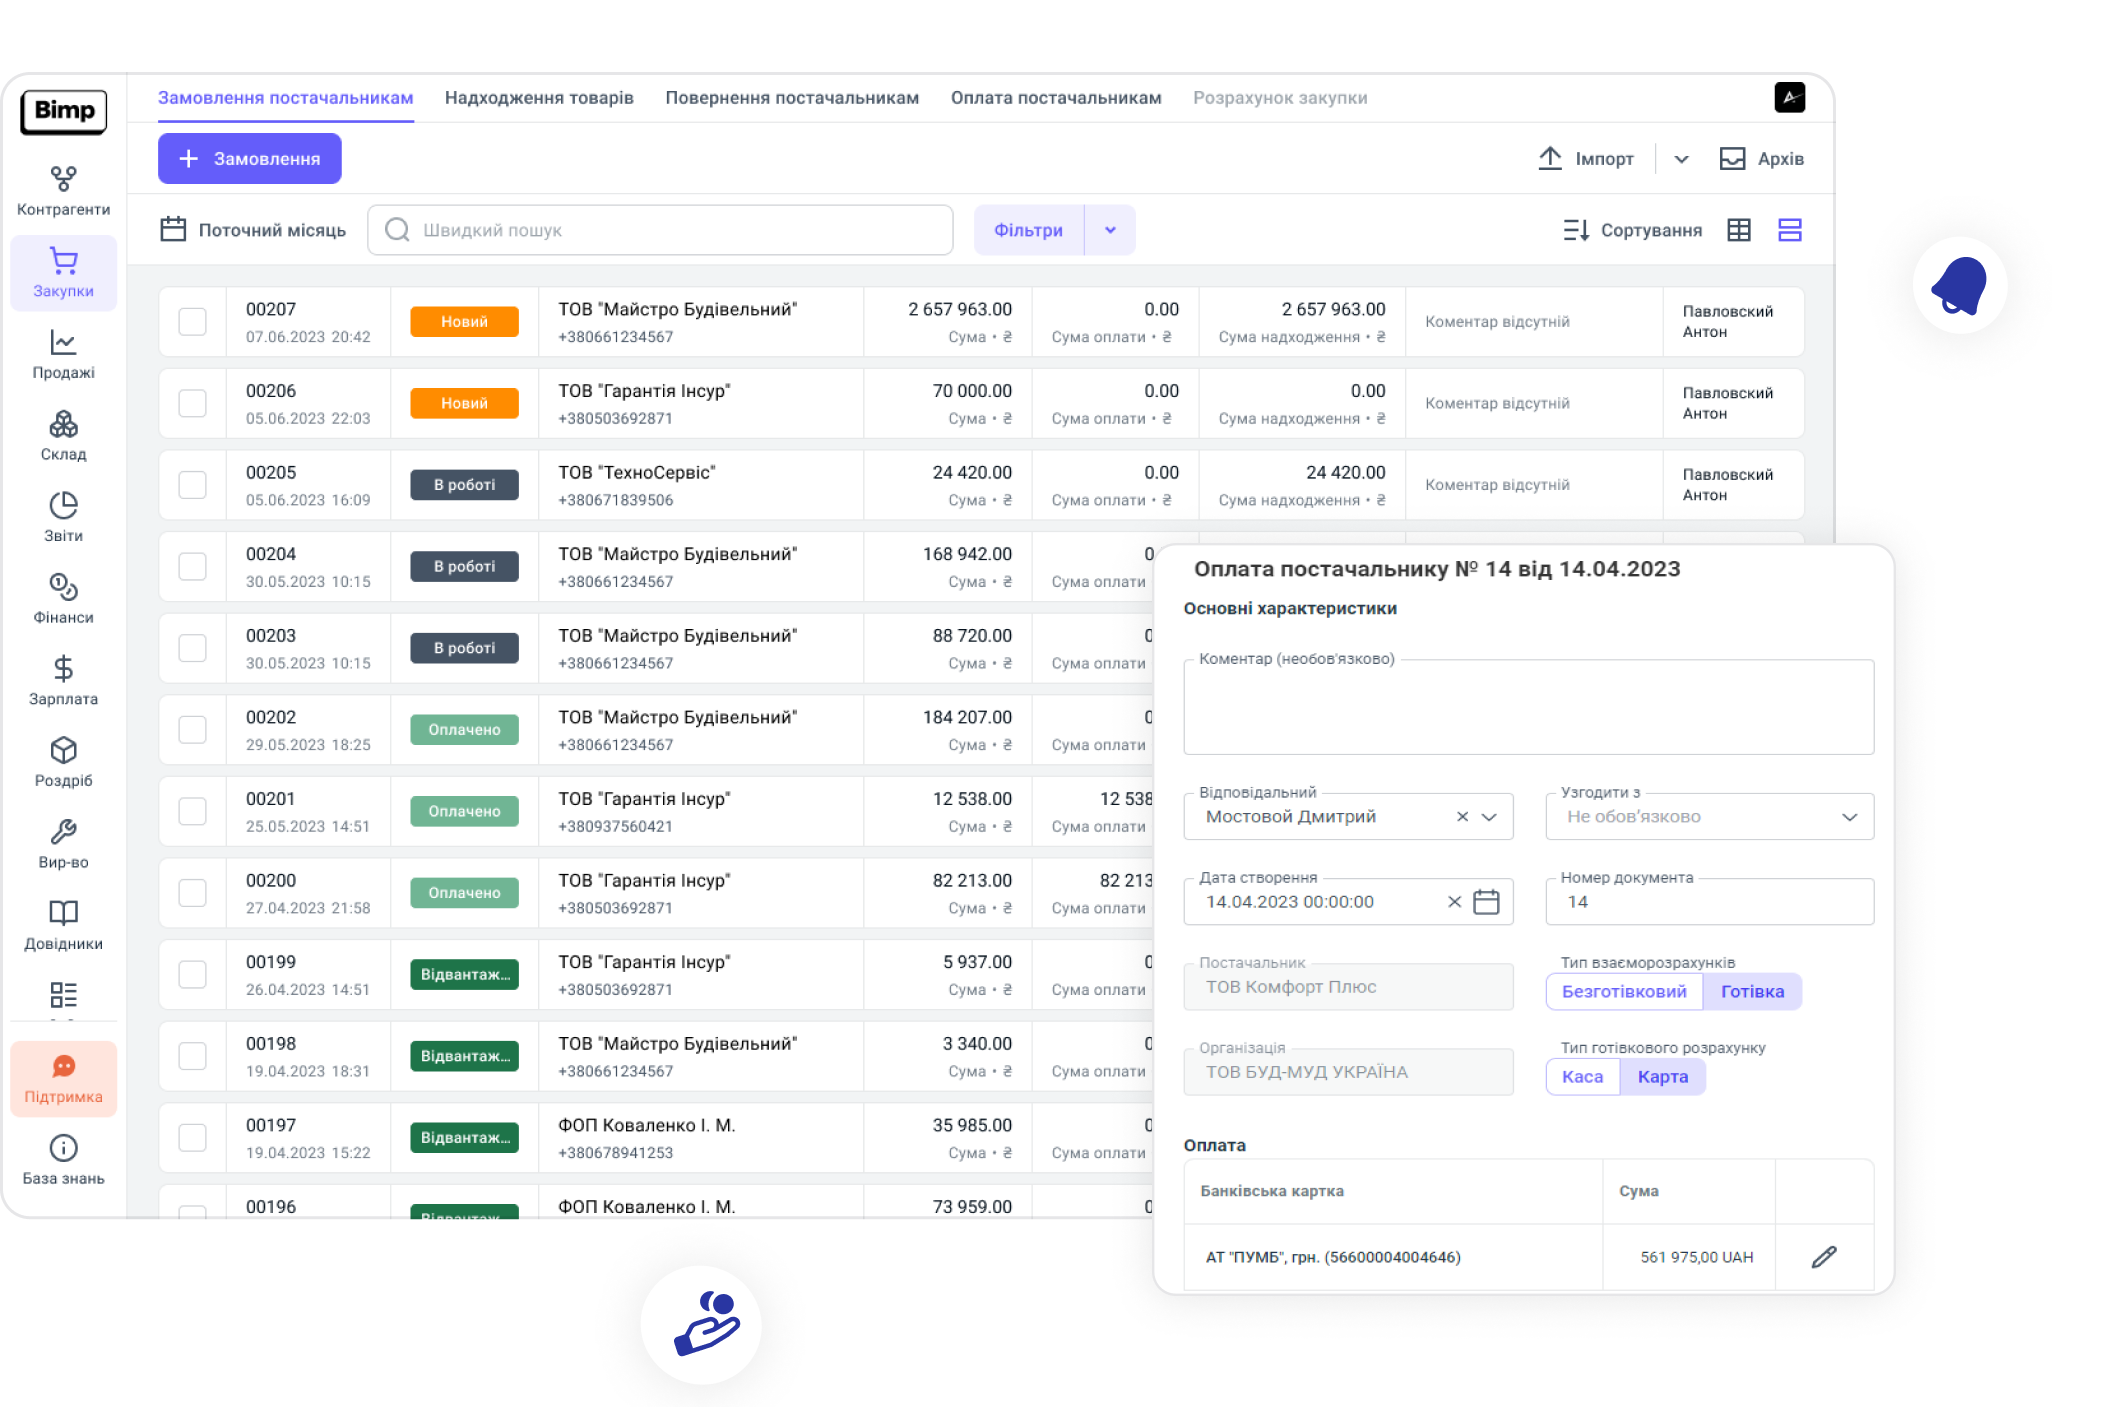 Bimp
Контрагенти
Закупки
Продажі
Склад
Звіти
Фінанси
Зарплата
Роздріб
Вир-во
Довідники
Підтримка
База знань
Замовлення постачальникам Надходження товарів Повернення постачальникам Оплата постачальникам Розрахунок закупки
+ Замовлення Імпорт Архів
Поточний місяць Швидкий пошук Фільтри Сортування
00207 Новий ТОВ "Майстро Будівельний" 2 657 963.00 0.00 2 657 963.00 Коментар відсутній Павловский Антон
07.06.2023 20:42 +380661234567 Сума • ₴ Сума оплати • ₴ Сума надходження • ₴
00206 Новий ТОВ "Гарантія Інсур" 70 000.00 0.00 0.00 Коментар відсутній Павловский Антон
05.06.2023 22:03 +380503692871 Сума • ₴ Сума оплати • ₴ Сума надходження • ₴
00205 В роботі ТОВ "ТехноСервіс" 24 420.00 0.00 24 420.00 Коментар відсутній Павловский Антон
05.06.2023 16:09 +380671839506 Сума • ₴ Сума оплати • ₴ Сума надходження • ₴
00204 В роботі ТОВ "Майстро Будівельний" 168 942.00 0
30.05.2023 10:15 +380661234567 Сума • ₴ Сума оплати
00203 В роботі ТОВ "Майстро Будівельний" 88 720.00 0
30.05.2023 10:15 +380661234567 Сума • ₴ Сума оплати
00202 Оплачено ТОВ "Майстро Будівельний" 184 207.00 0
29.05.2023 18:25 +380661234567 Сума • ₴ Сума оплати
00201 Оплачено ТОВ "Гарантія Інсур" 12 538.00 12 538
25.05.2023 14:51 +380937560421 Сума • ₴ Сума оплати
00200 Оплачено ТОВ "Гарантія Інсур" 82 213.00 82 213
27.04.2023 21:58 +380503692871 Сума • ₴ Сума оплати
00199 Відвантаж... ТОВ "Гарантія Інсур" 5 937.00 0
26.04.2023 14:51 +380503692871 Сума • ₴ Сума оплати
00198 Відвантаж... ТОВ "Майстро Будівельний" 3 340.00 0
19.04.2023 18:31 +380661234567 Сума • ₴ Сума оплати
00197 Відвантаж... ФОП Коваленко І. М. 35 985.00 0
19.04.2023 15:22 +380678941253 Сума • ₴ Сума оплати
00196 Відвантаж... ФОП Коваленко І. М. 73 959.00 0
Оплата постачальнику № 14 від 14.04.2023
Основні характеристики
Коментар (необов'язково)
Відповідальний Узгодити з
Мостовой Дмитрий Не обов'язково
Дата створення Номер документа
14.04.2023 00:00:00 14
Постачальник Тип взаєморозрахунків
ТОВ Комфорт Плюс Безготівковий Готівка
Організація Тип готівкового розрахунку
ТОВ БУД-МУД УКРАЇНА Каса Карта
Оплата
Банківська картка Сума
АТ "ПУМБ", грн. (56600004004646) 561 975,00 UAH